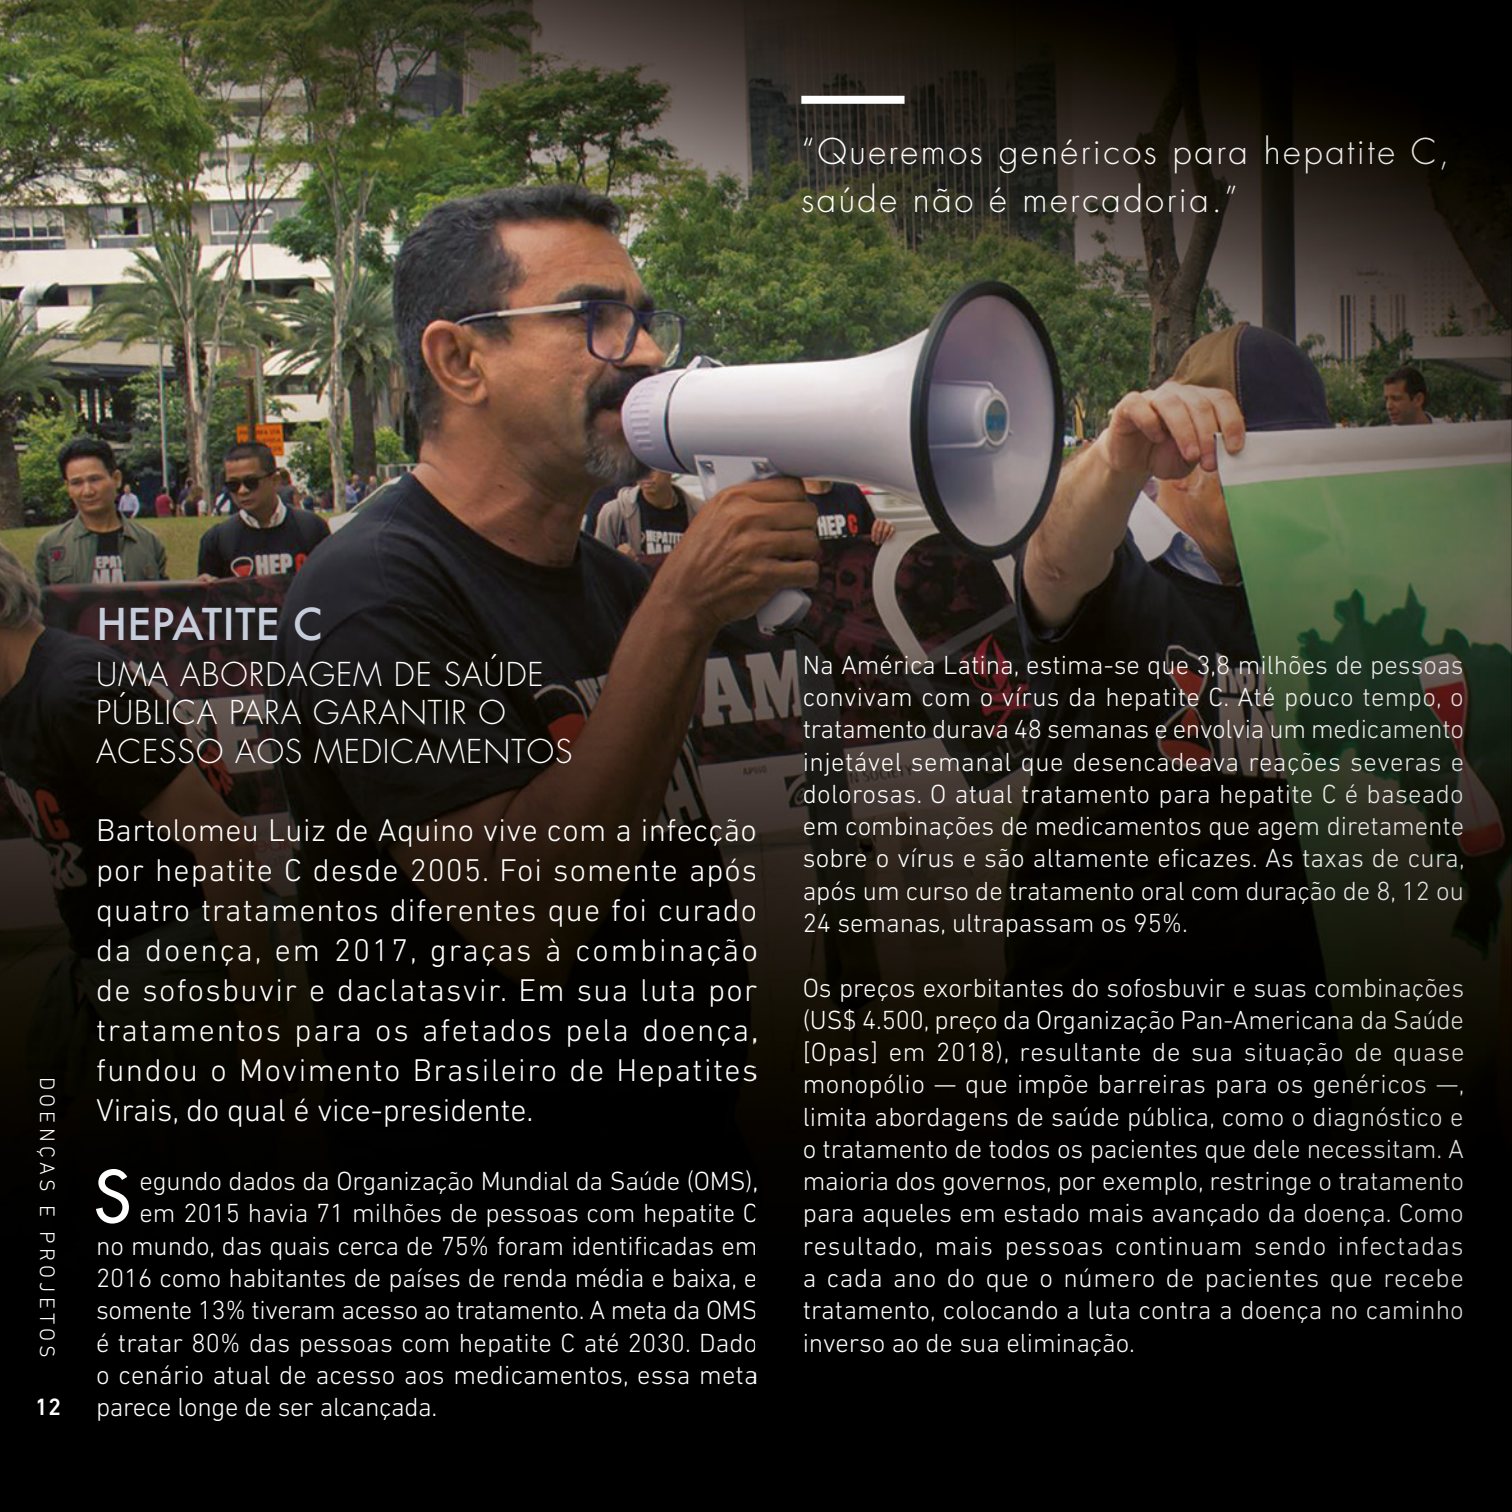 “Queremos genéricos para hepatite C,
saúde não é mercadoria.”
HEP C
HEP
HEPATITE C
UMA ABORDAGEM DE SAÚDE
PÚBLICA PARA GARANTIR O
ACESSO AOS MEDICAMENTOS
Bartolomeu Luiz de Aquino vive com a infecção
por hepatite C desde 2005. Foi somente após
quatro tratamentos diferentes que foi curado
da doença, em 2017, graças à combinação
de sofosbuvir e daclatasvir. Em sua luta por
tratamentos para os afetados pela doença,
fundou o Movimento Brasileiro de Hepatites
Virais, do qual é vice-presidente.
Segundo dados da Organização Mundial da Saúde (OMS),
em 2015 havia 71 milhões de pessoas com hepatite C
no mundo, das quais cerca de 75% foram identificadas em
2016 como habitantes de países de renda média e baixa, e
somente 13% tiveram acesso ao tratamento. A meta da OMS
é tratar 80% das pessoas com hepatite C até 2030. Dado
o cenário atual de acesso aos medicamentos, essa meta
parece longe de ser alcançada.
Na América Latina, estima-se que 3,8 milhões de pessoas
convivam com o vírus da hepatite C. Até pouco tempo, o
tratamento durava 48 semanas e envolvia um medicamento
injetável semanal que desencadeava reações severas e
dolorosas. O atual tratamento para hepatite C é baseado
em combinações de medicamentos que agem diretamente
sobre o vírus e são altamente eficazes. As taxas de cura,
após um curso de tratamento oral com duração de 8, 12 ou
24 semanas, ultrapassam os 95%.
Os preços exorbitantes do sofosbuvir e suas combinações
(US$ 4.500, preço da Organização Pan-Americana da Saúde
[Opas] em 2018), resultante de sua situação de quase
monopólio — que impõe barreiras para os genéricos —,
limita abordagens de saúde pública, como o diagnóstico e
o tratamento de todos os pacientes que dele necessitam. A
maioria dos governos, por exemplo, restringe o tratamento
para aqueles em estado mais avançado da doença. Como
resultado, mais pessoas continuam sendo infectadas
a cada ano do que o número de pacientes que recebe
tratamento, colocando a luta contra a doença no caminho
inverso ao de sua eliminação.
DOENÇAS E PROJETOS
12